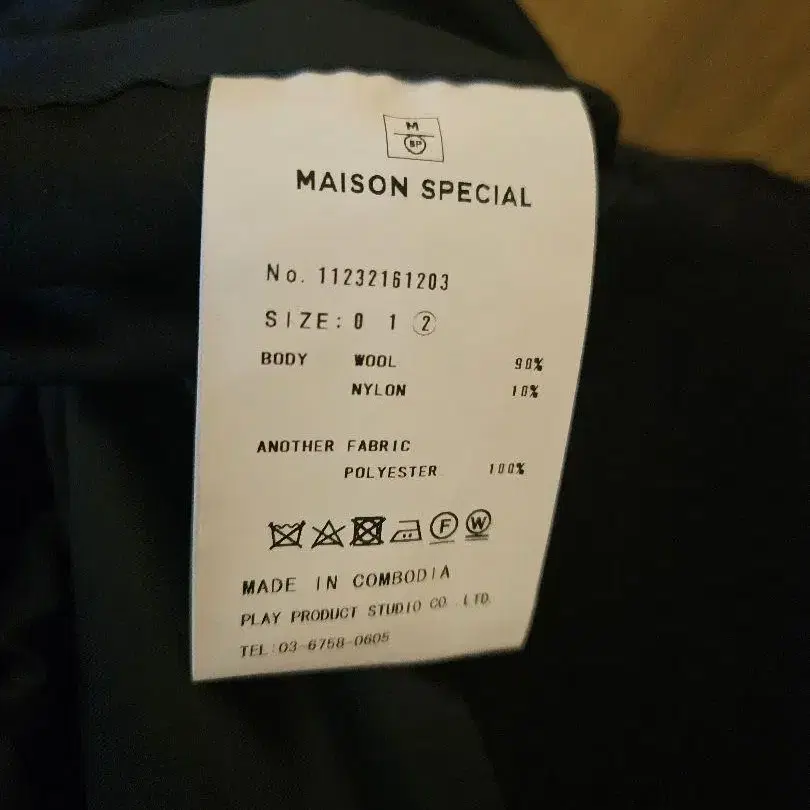 M
SP
MAISON SPECIAL
No. 11232161203
SIZE: 0 1 2
BODY WOOL 90%
NYLON 10%
ANOTHER FABRIC
POLYESTER 100%
F W
MADE IN COMBODIA
PLAY PRODUCT STUDIO CO. LTD.
TEL:03-6758-0605